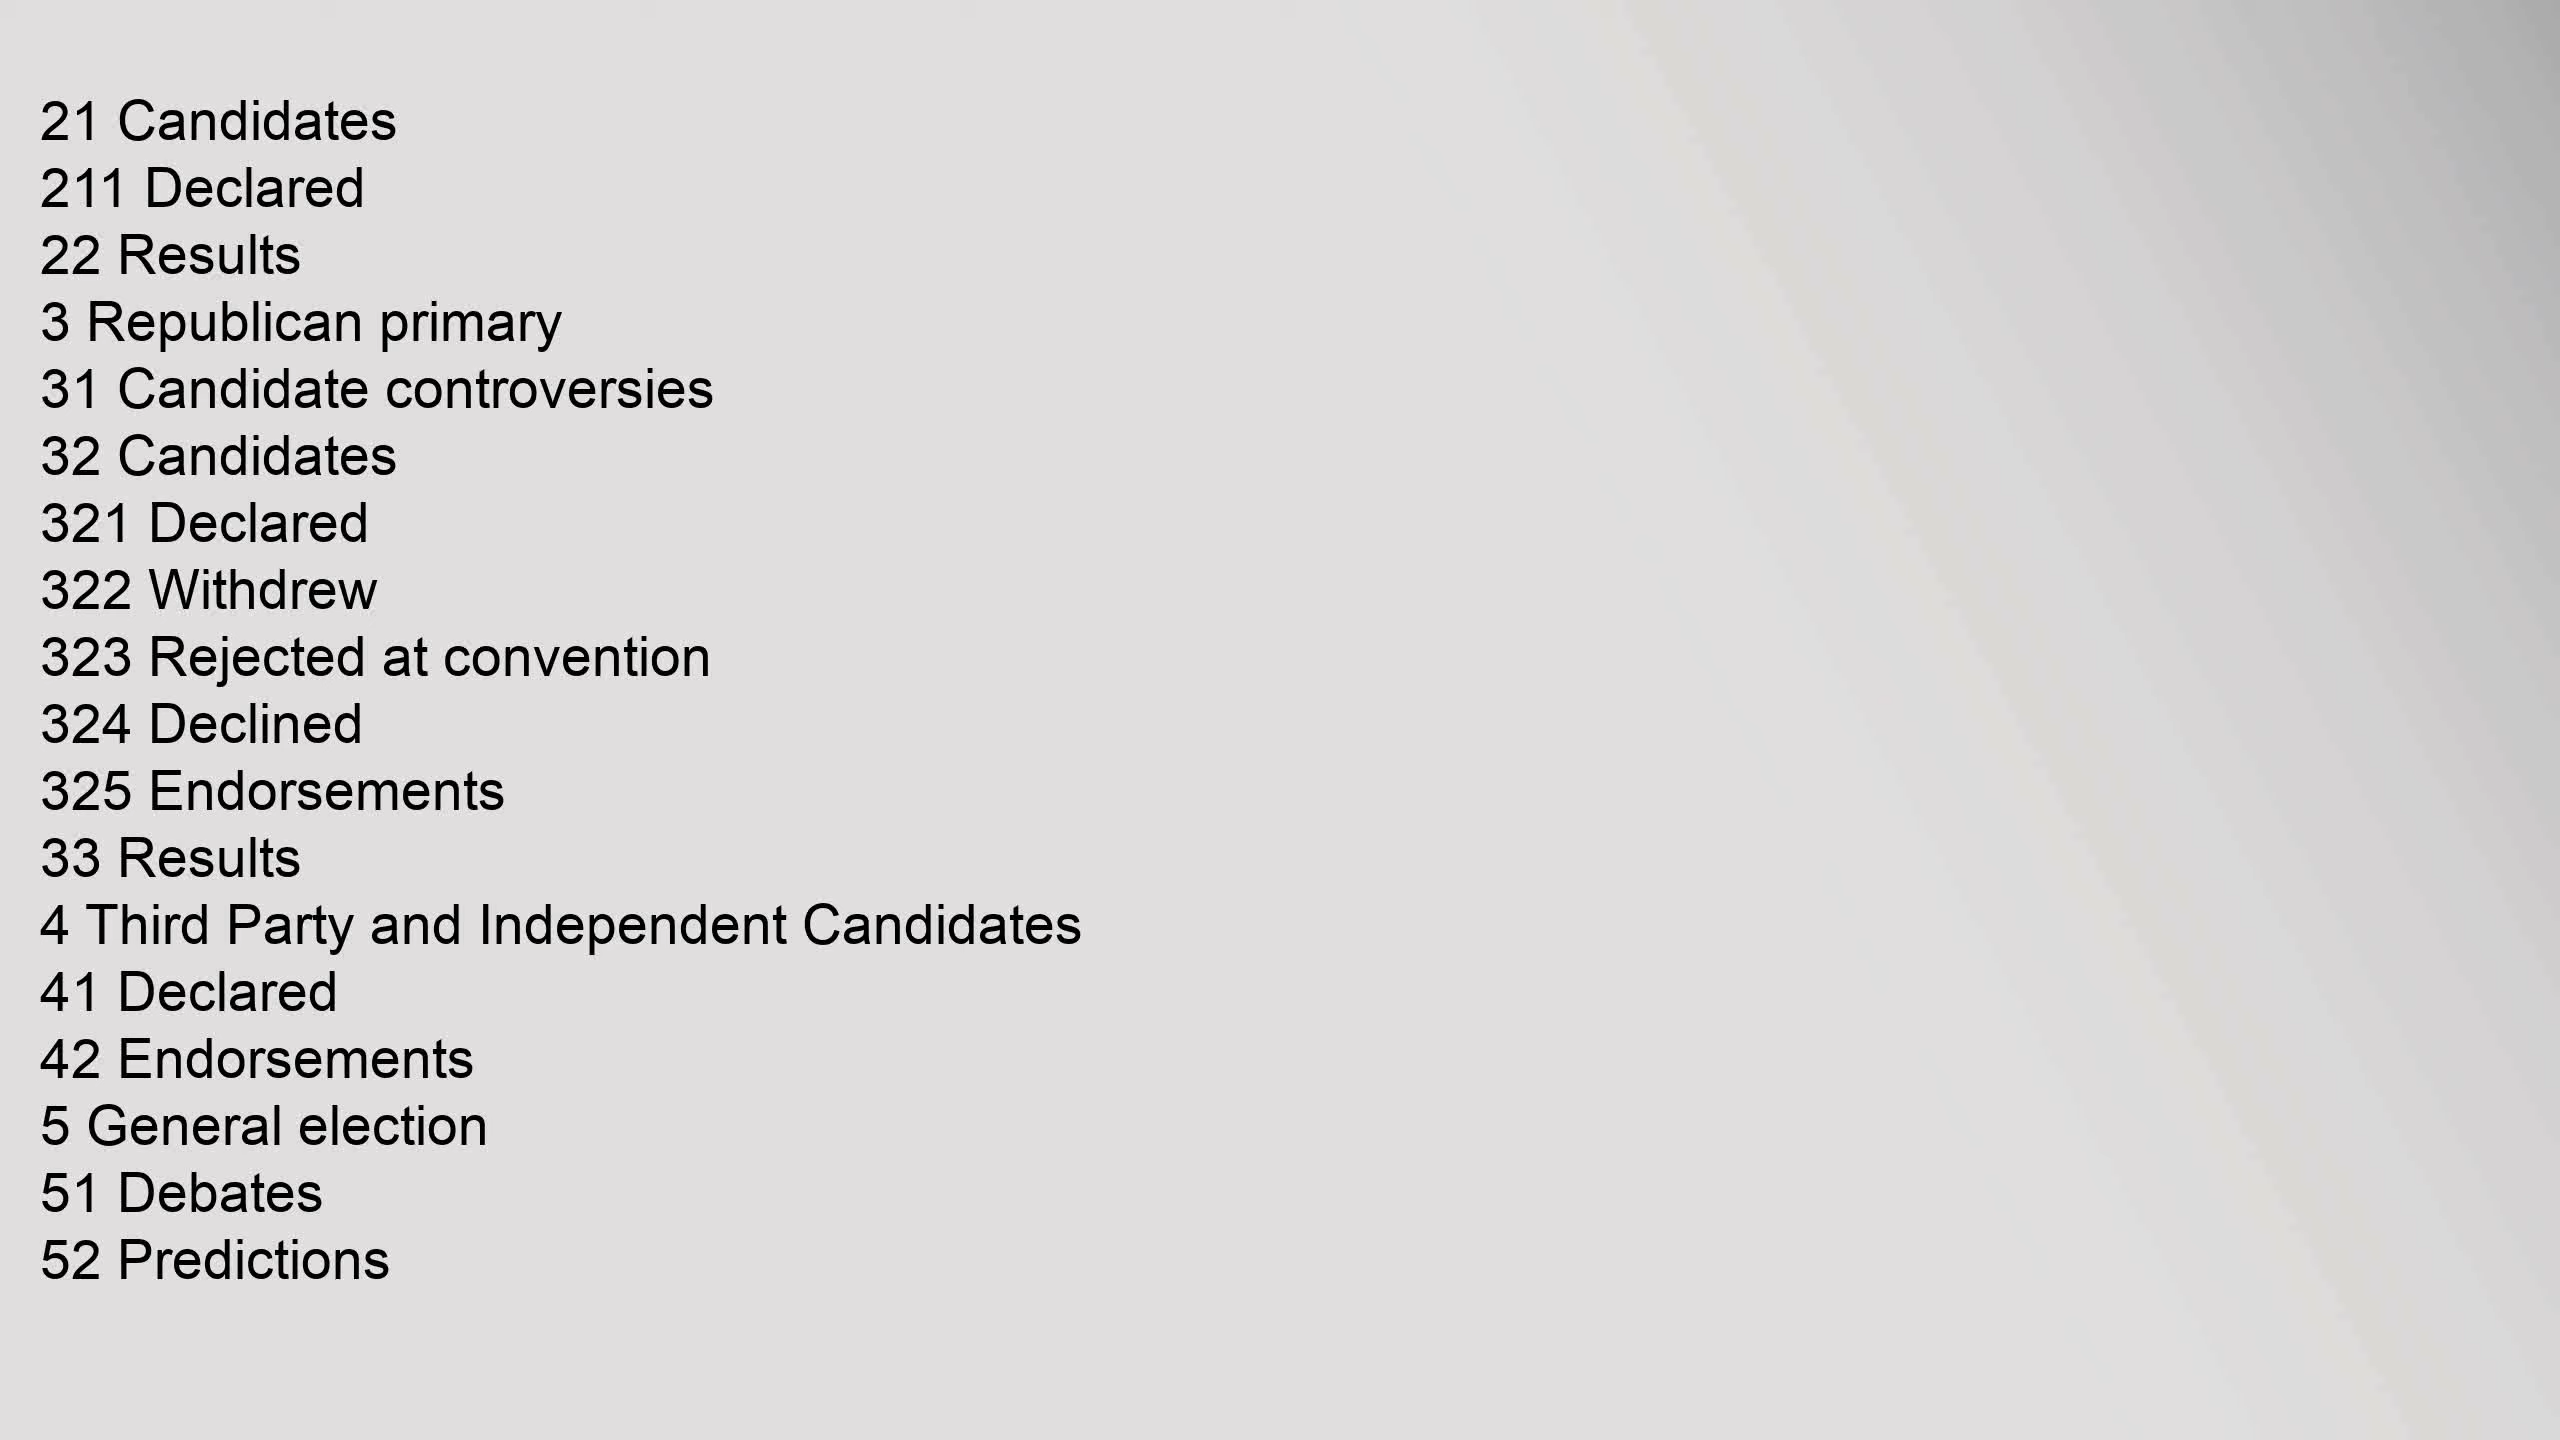 21 Candidates
211 Declared
22 Results
3 Republican primary
31 Candidate controversies
32 Candidates
321 Declared
322 Withdrew
323 Rejected at convention
324 Declined
325 Endorsements
33 Results
4 Third Party and Independent Candidates
41 Declared
42 Endorsements
5 General election
51 Debates
52 Predictions